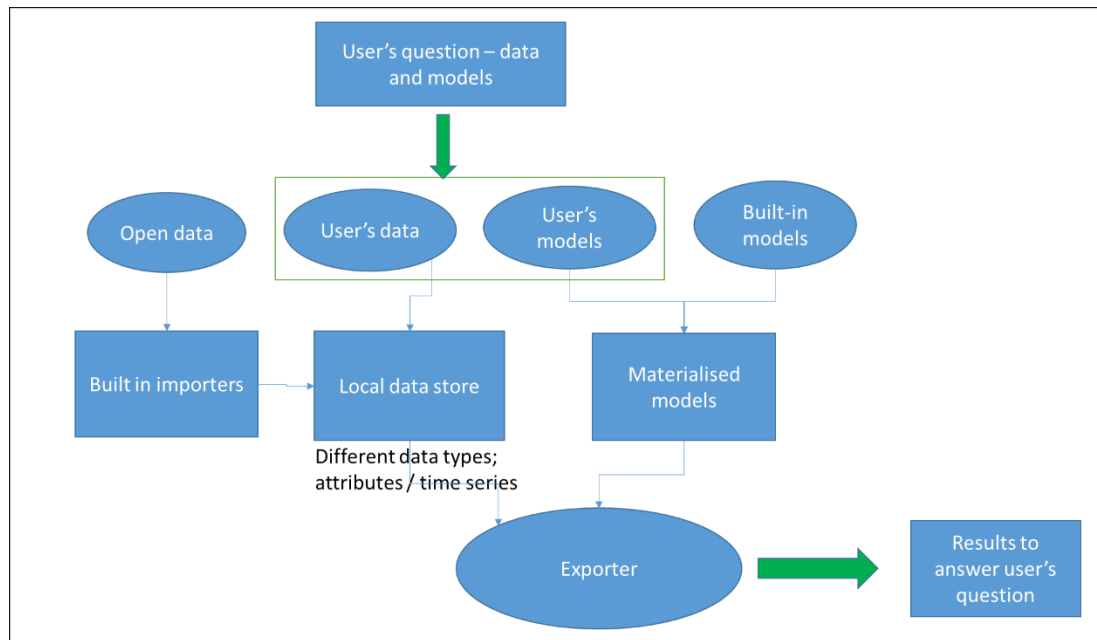 User’s question – data
and models
Open data
User’s data
User’s
models
Built-in
models
Built in importers
Local data store
Materialised
models
Different data types;
attributes / time series
Exporter
Results to
answer user’s
question